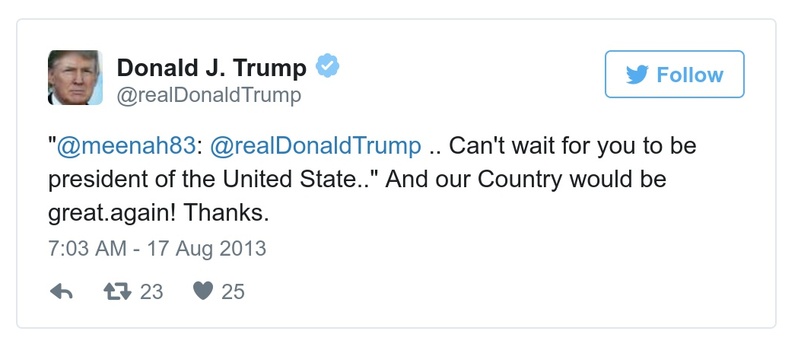 Donald J. Trump
@realDonaldTrump
Follow
"@meenah83: @realDonaldTrump .. Can't wait for you to be
president of the United State.." And our Country would be
great.again! Thanks.
7:03 AM - 17 Aug 2013
23 25